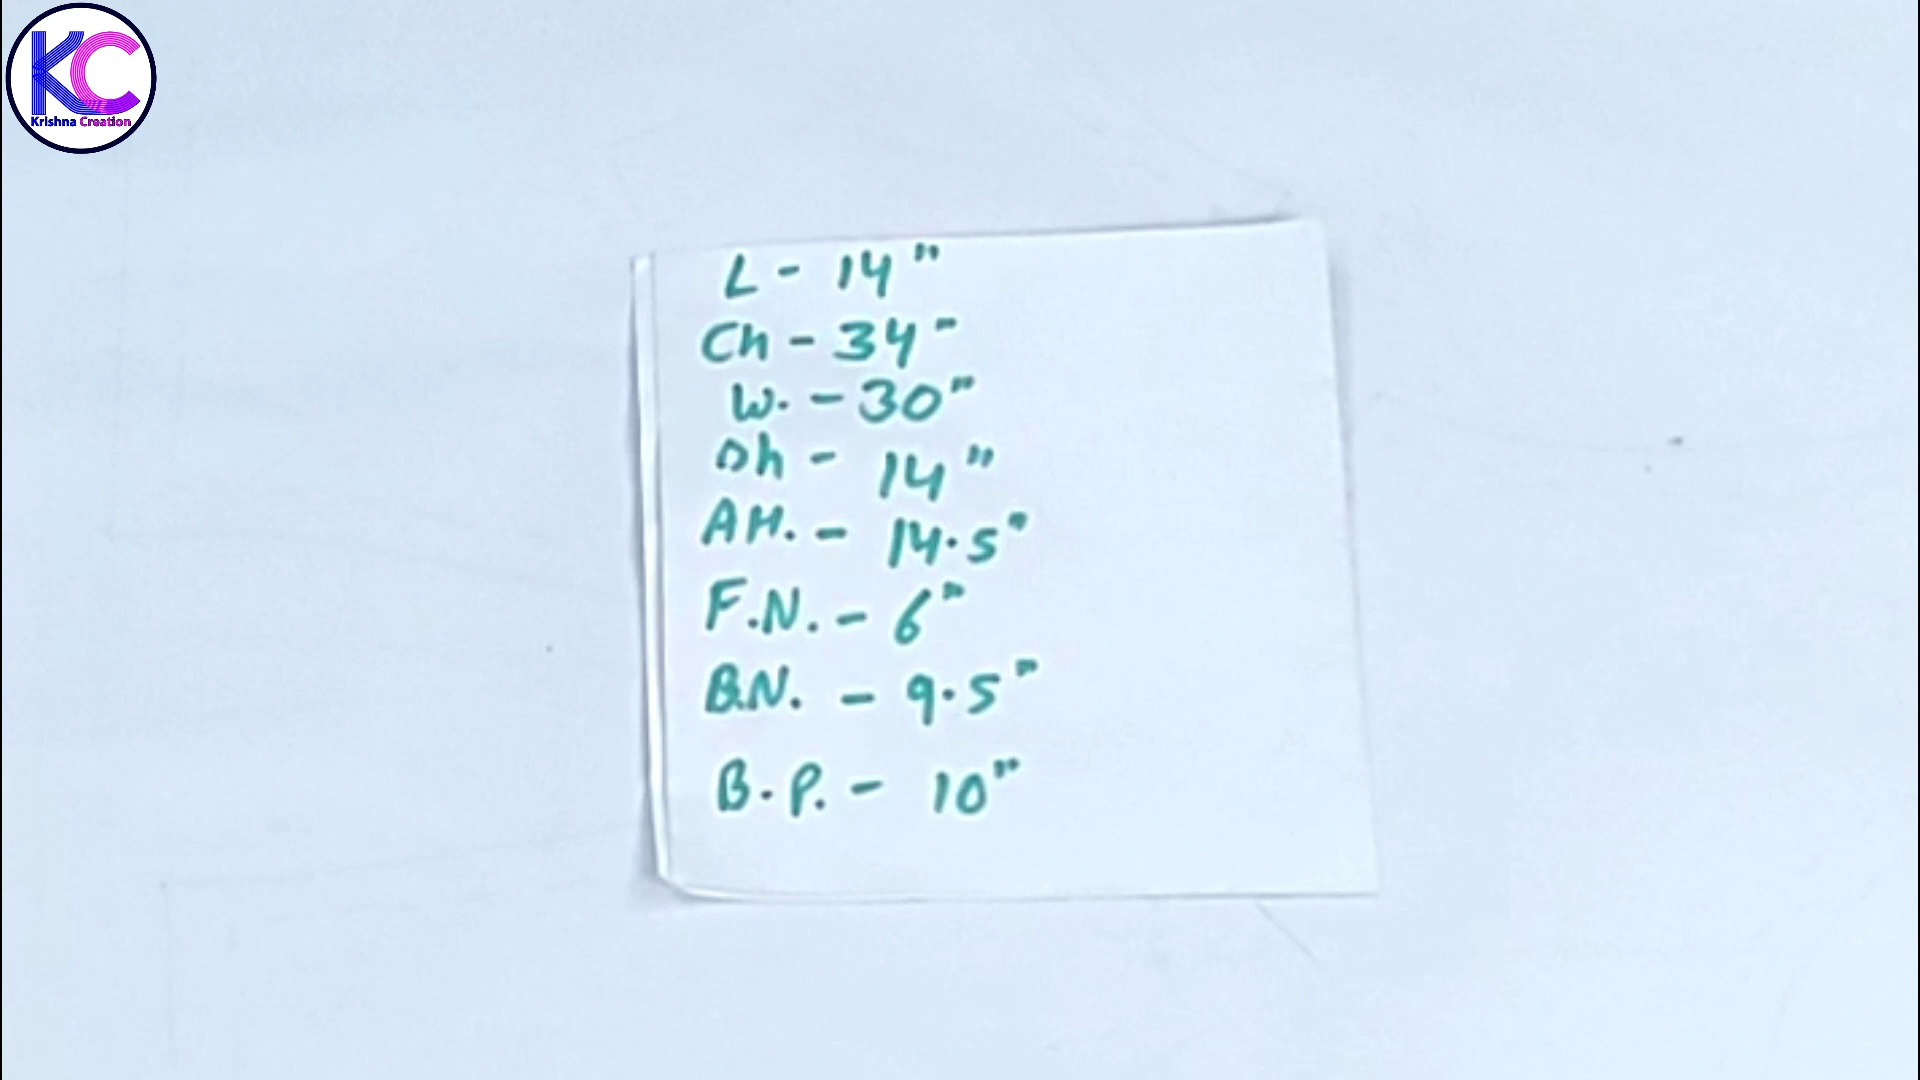 KC
Krishna Creation
L - 14"
Ch - 34"
W. - 30"
Sh - 14"
AH. - 14.5"
F.N. - 6"
B.N. - 9.5"
B.P. - 10"